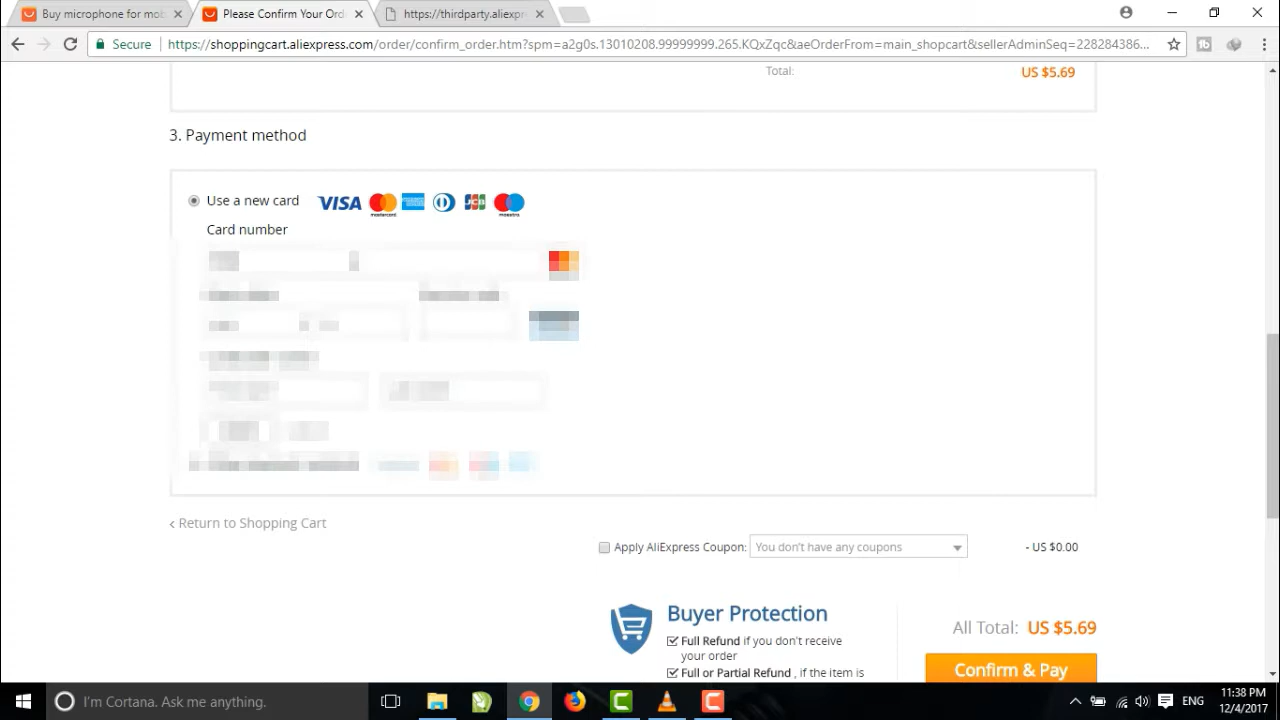 Buy microphone for mob
Please Confirm Your Ord
https://thirdparty.aliexpre
Secure
https://shoppingcart.aliexpress.com/order/confirm_order.htm?spm=a2g0s.13010208.99999999.265.KQxZqc&aeOrderFrom=main_shopcart&sellerAdminSeq=228284386...
Total: US $5.69
3. Payment method
Use a new card VISA mastercard JCB maestro
Card number
Return to Shopping Cart
Apply AliExpress Coupon: You don't have any coupons - US $0.00
Buyer Protection
Full Refund if you don't receive
your order
Full or Partial Refund , if the item is
All Total: US $5.69
Confirm & Pay
I'm Cortana. Ask me anything.
ENG
11:38 PM
12/4/2017